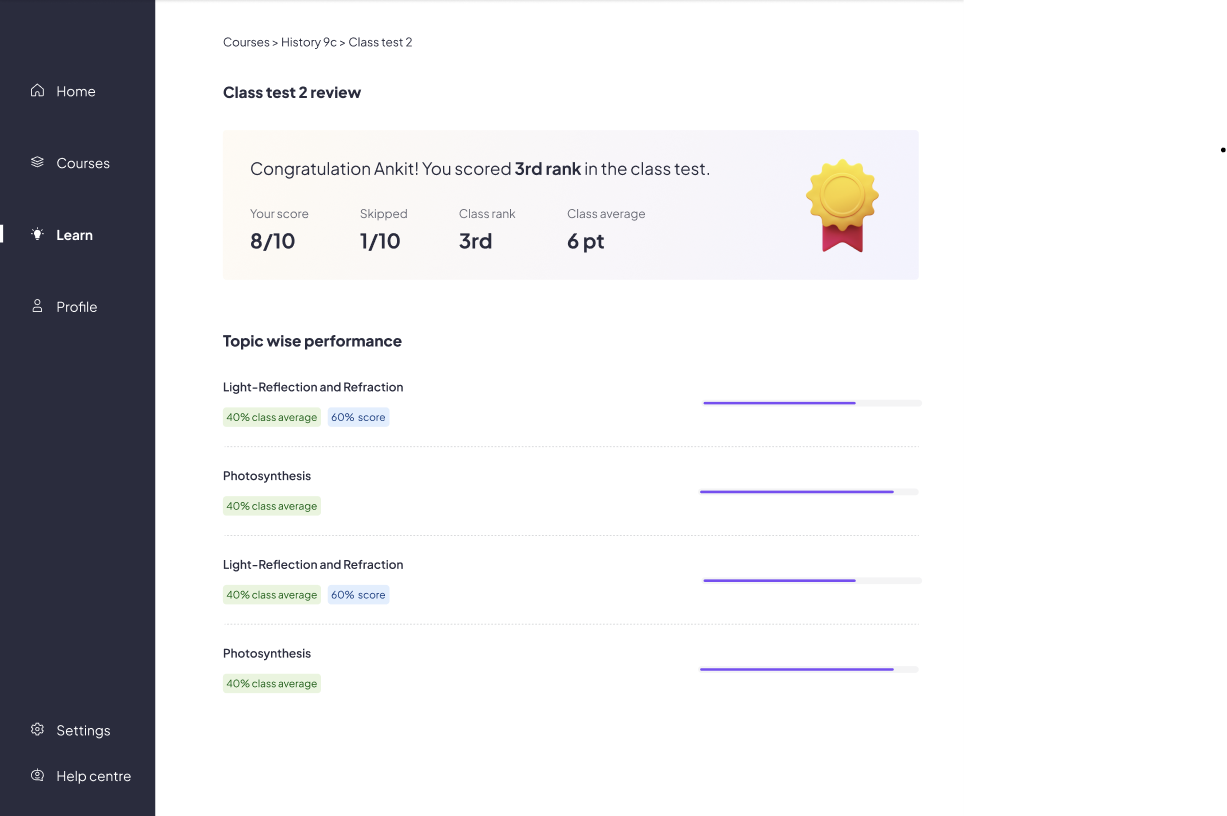 Home
Courses
Learn
Profile
Settings
Help centre
Courses > History 9c > Class test 2
Class test 2 review
Congratulation Ankit! You scored 3rd rank in the class test.
Your score Skipped Class rank Class average
8/10 1/10 3rd 6 pt
Topic wise performance
Light-Reflection and Refraction
40% class average 60% score
Photosynthesis
40% class average
Light-Reflection and Refraction
40% class average 60% score
Photosynthesis
40% class average